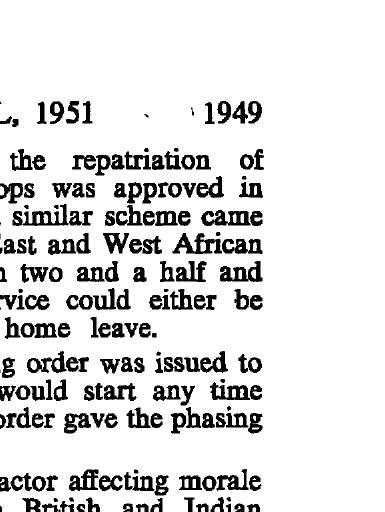 L, 1951 1949
the repatriation of
ops was approved in
similar scheme came
East and West African
n two and a half and
rvice could either be
home leave.
g order was issued to
would start any time
order gave the phasing
actor affecting morale
British and Indian